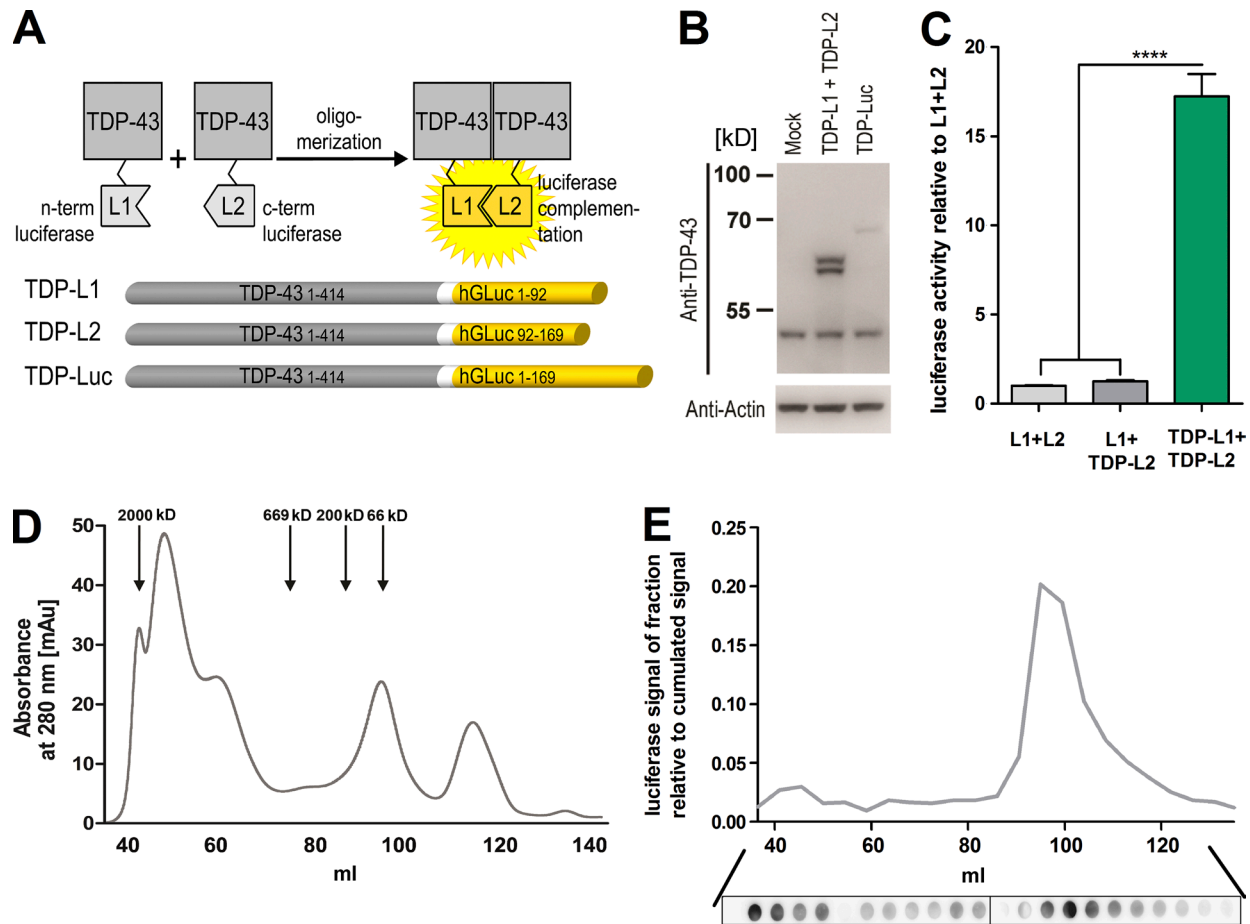 A
TDP-43
TDP-43
+
oligo-
merization
TDP-43
TDP-43
n-term
luciferase
L1
L2
c-term
luciferase
L1
L2
luciferase
complemen-
tation
TDP-L1
TDP-43 1-414
hGLuc 1-92
TDP-L2
TDP-43 1-414
hGLuc 92-169
TDP-Luc
TDP-43 1-414
hGLuc 1-169
B
[kD]
Mock
TDP-L1 + TDP-L2
TDP-Luc
100
70
55
Anti-TDP-43
Anti-Actin
C
luciferase activity relative to L1+L2
20
15
10
5
0
****
L1+L2
L1+
TDP-L2
TDP-L1+
TDP-L2
D
2000 kD
669 kD
200 kD
66 kD
Absorbance
at 280 nm [mAu]
50
40
30
20
10
0
40
60
80
100
120
140
ml
E
luciferase signal of fraction
relative to cumulated signal
0.25
0.20
0.15
0.10
0.05
0.00
40
60
80
100
120
ml